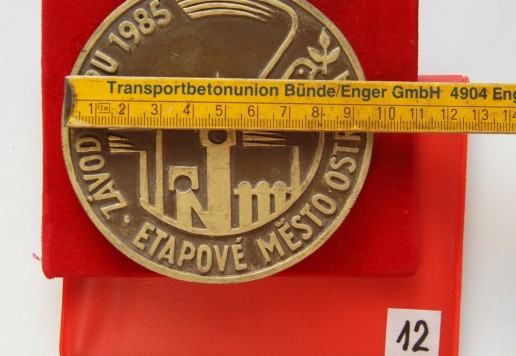 1985
Transportbetonunion Bünde/Enger GmbH 4904 Eng
1 2 3 4 5 6 7 8 9 10 11 12 13 14
ZÁVOD
ETAPOVÉ MĚSTO OSTR
12